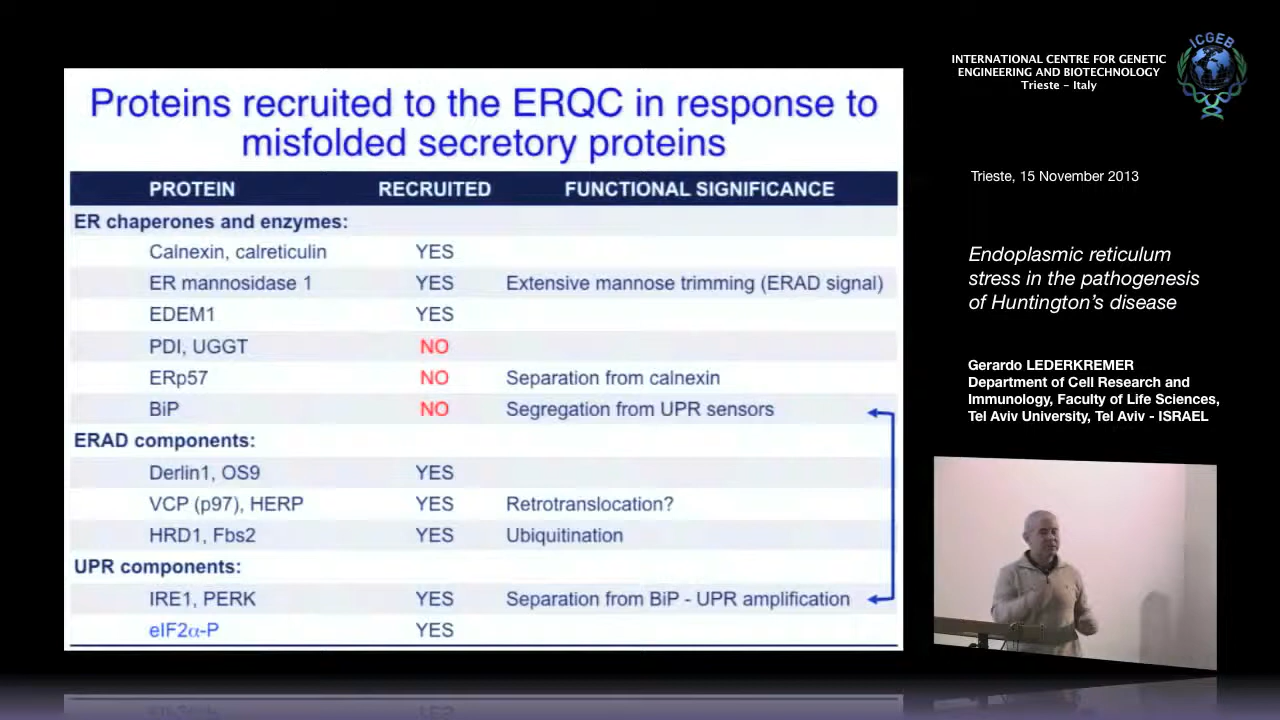 Proteins recruited to the ERQC in response to
misfolded secretory proteins
PROTEIN RECRUITED FUNCTIONAL SIGNIFICANCE
ER chaperones and enzymes:
Calnexin, calreticulin YES
ER mannosidase 1 YES Extensive mannose trimming (ERAD signal)
EDEM1 YES
PDI, UGGT NO
ERp57 NO Separation from calnexin
BiP NO Segregation from UPR sensors
ERAD components:
Derlin1, OS9 YES
VCP (p97), HERP YES Retrotranslocation?
HRD1, Fbs2 YES Ubiquitination
UPR components:
IRE1, PERK YES Separation from BiP - UPR amplification
eIF2α-P YES
INTERNATIONAL CENTRE FOR GENETIC
ENGINEERING AND BIOTECHNOLOGY
Trieste - Italy
ICGEB
Trieste, 15 November 2013
Endoplasmic reticulum
stress in the pathogenesis
of Huntington's disease
Gerardo LEDERKREMER
Department of Cell Research and
Immunology, Faculty of Life Sciences,
Tel Aviv University, Tel Aviv - ISRAEL